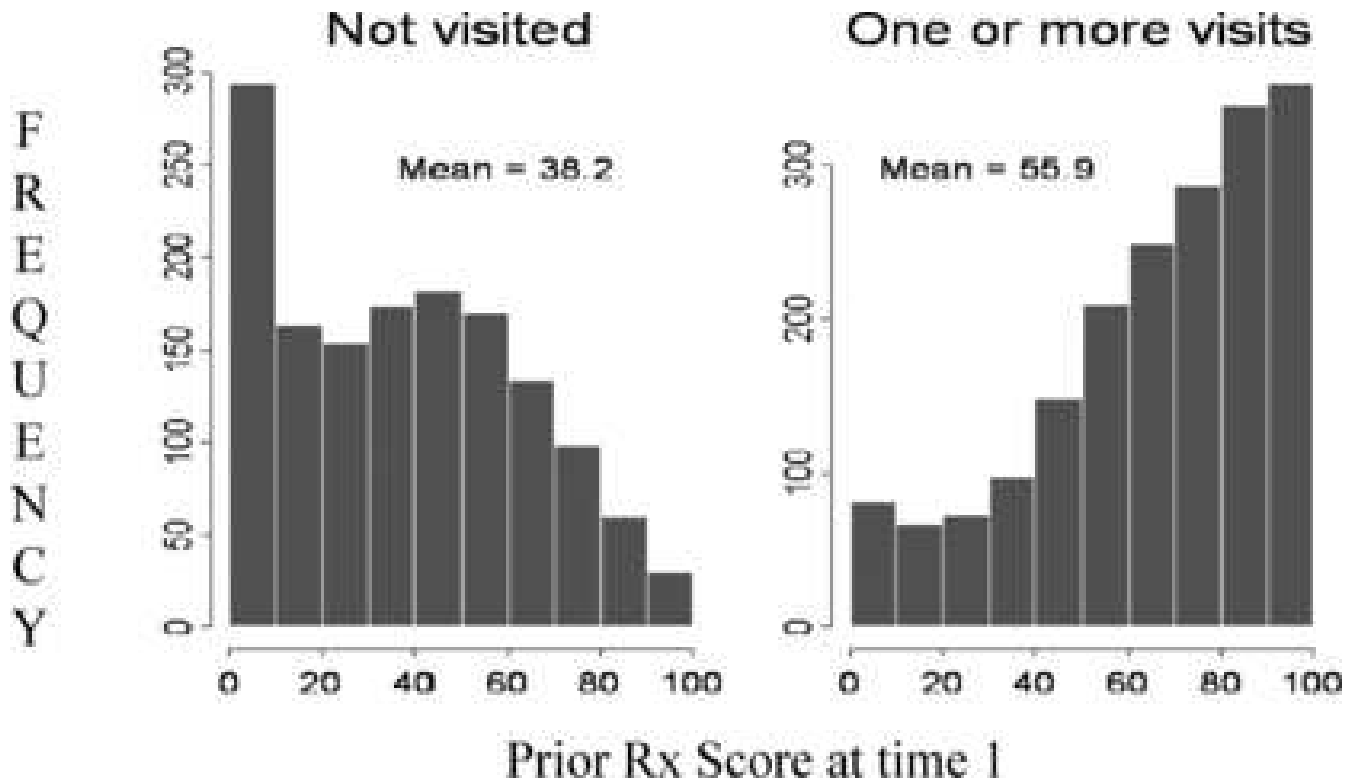 Not visited
One or more visits
FREQUENCY
Mean = 38.2
Mean = 55.9
300
250
200
150
100
50
0
300
200
100
0
0 20 40 60 80 100
0 20 40 60 80 100
Prior Rx Score at time 1